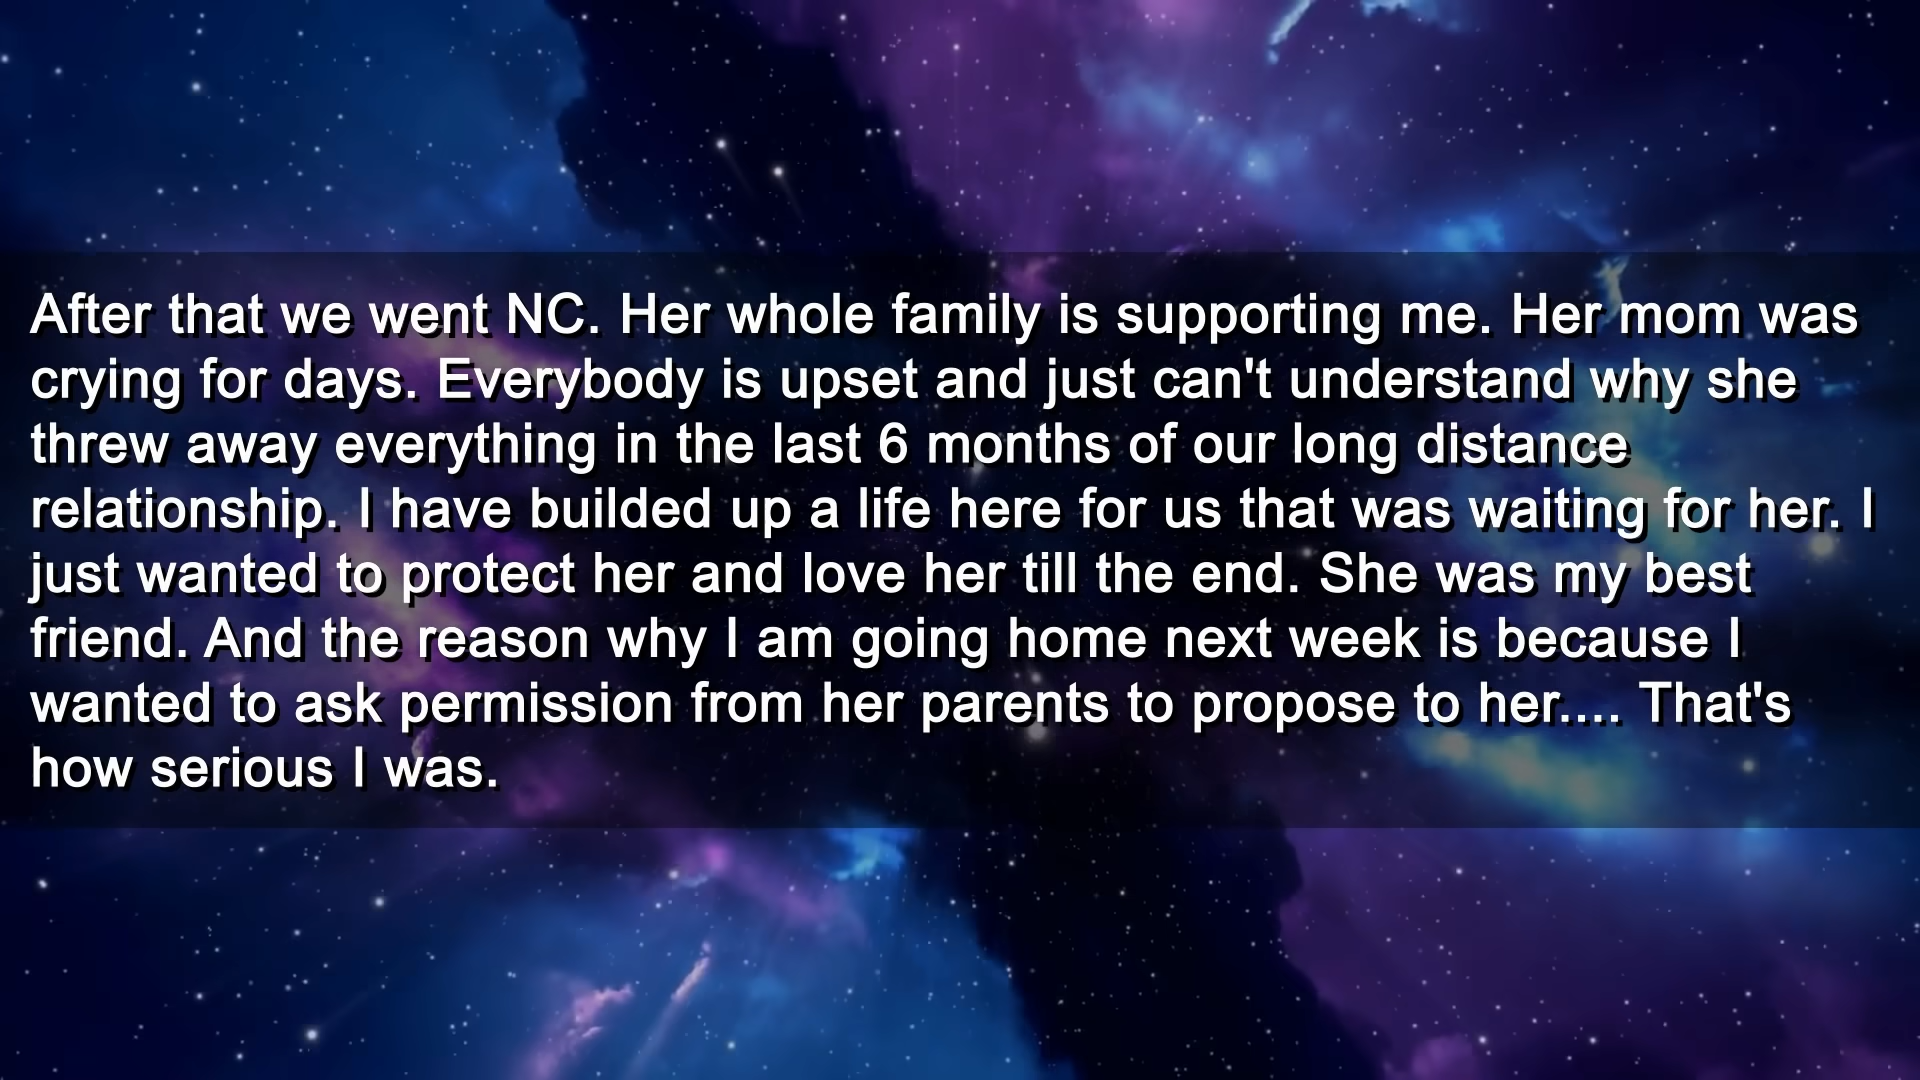 After that we went NC. Her whole family is supporting me. Her mom was
crying for days. Everybody is upset and just can't understand why she
threw away everything in the last 6 months of our long distance
relationship. I have builded up a life here for us that was waiting for her. I
just wanted to protect her and love her till the end. She was my best
friend. And the reason why I am going home next week is because I
wanted to ask permission from her parents to propose to her.... That's
how serious I was.